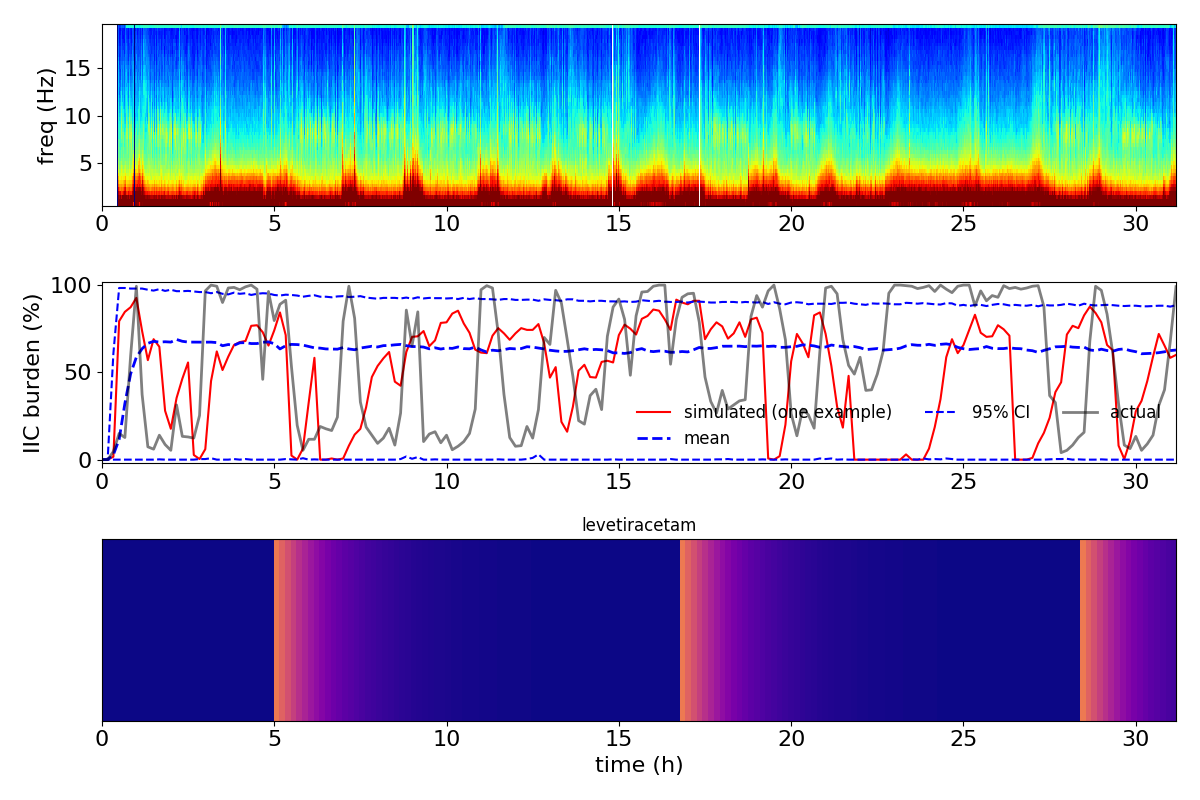 freq (Hz)
15
10
5
0 5 10 15 20 25 30
IIC burden (%)
100
50
0
simulated (one example) 95% CI actual
mean
0 5 10 15 20 25 30
levetiracetam
0 5 10 15 20 25 30
time (h)